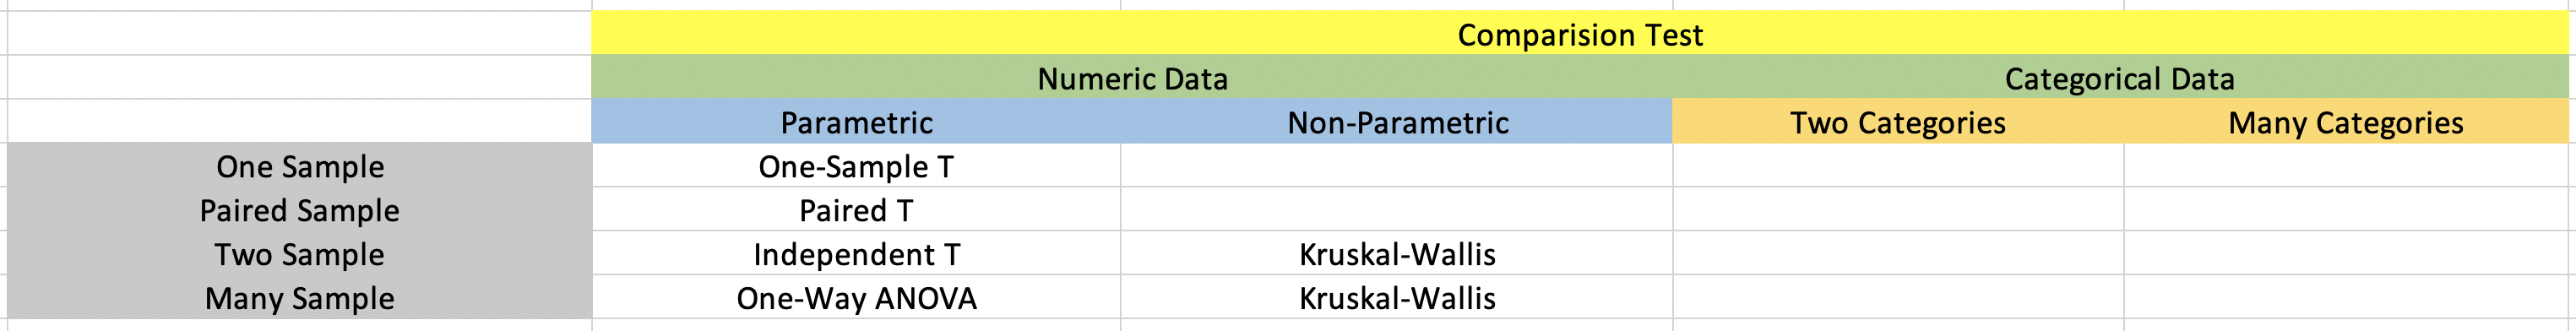 Comparision Test
Numeric Data Categorical Data
Parametric Non-Parametric Two Categories Many Categories
One Sample One-Sample T
Paired Sample Paired T
Two Sample Independent T Kruskal-Wallis
Many Sample One-Way ANOVA Kruskal-Wallis